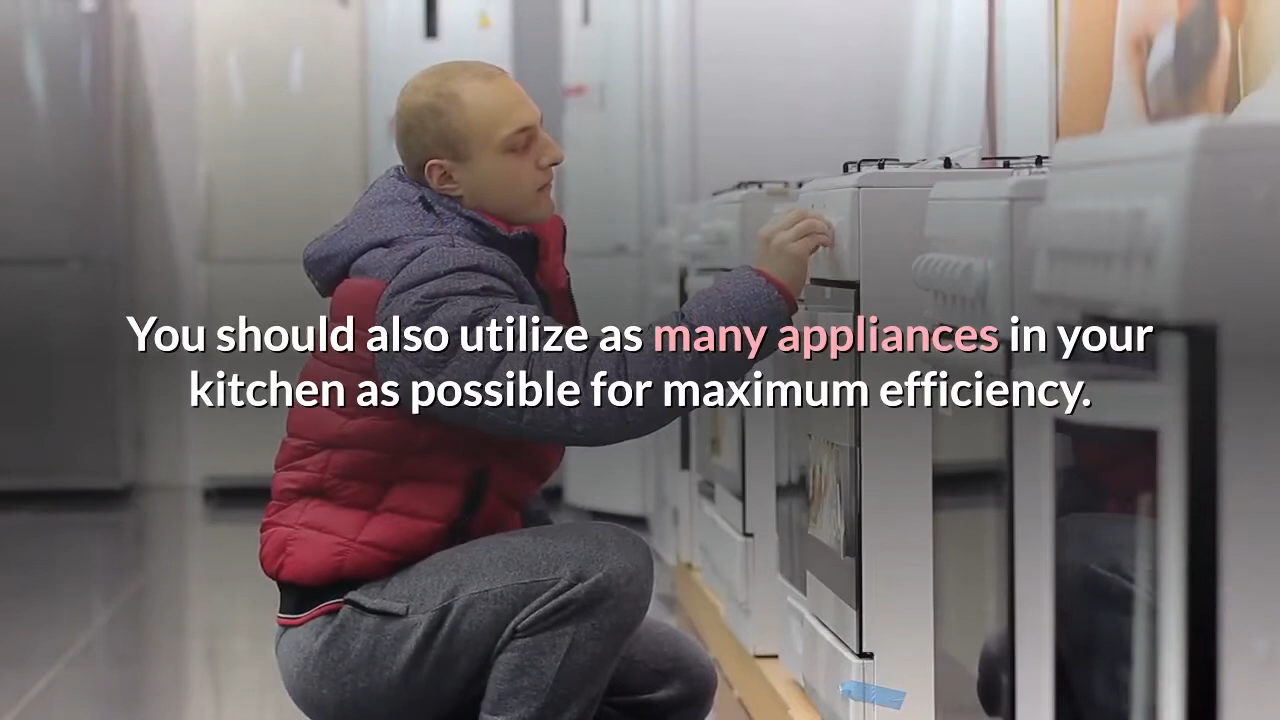 You should also utilize as many appliances in your
kitchen as possible for maximum efficiency.